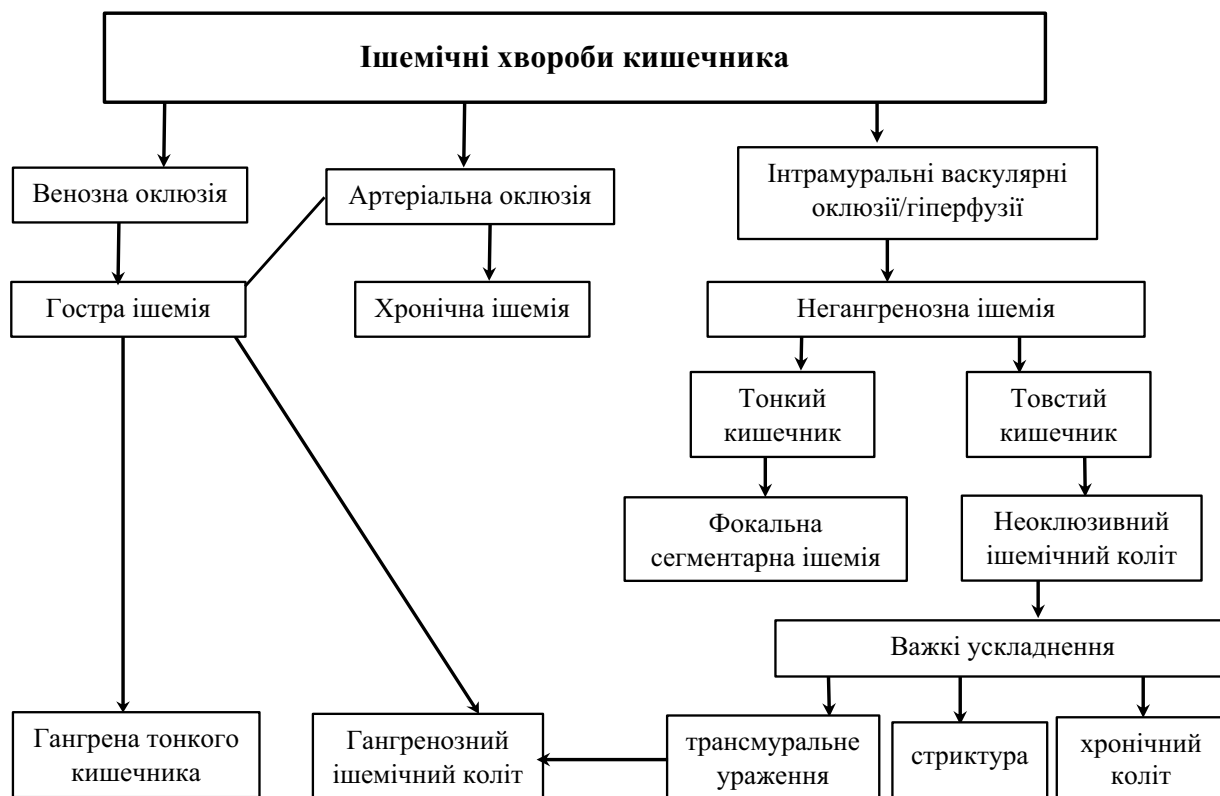 Ішемічні хвороби кишечника
Венозна оклюзія
Артеріальна оклюзія
Інтрамуральні васкулярні
оклюзії/гіперфузії
Гостра ішемія
Хронічна ішемія
Негангренозна ішемія
Тонкий
кишечник
Товстий
кишечник
Фокальна
сегментарна ішемія
Неоклюзивний
ішемічний коліт
Важкі ускладнення
Гангрена тонкого
кишечника
Гангренозний
ішемічний коліт
трансмуральне
ураження
стриктура
хронічний
коліт